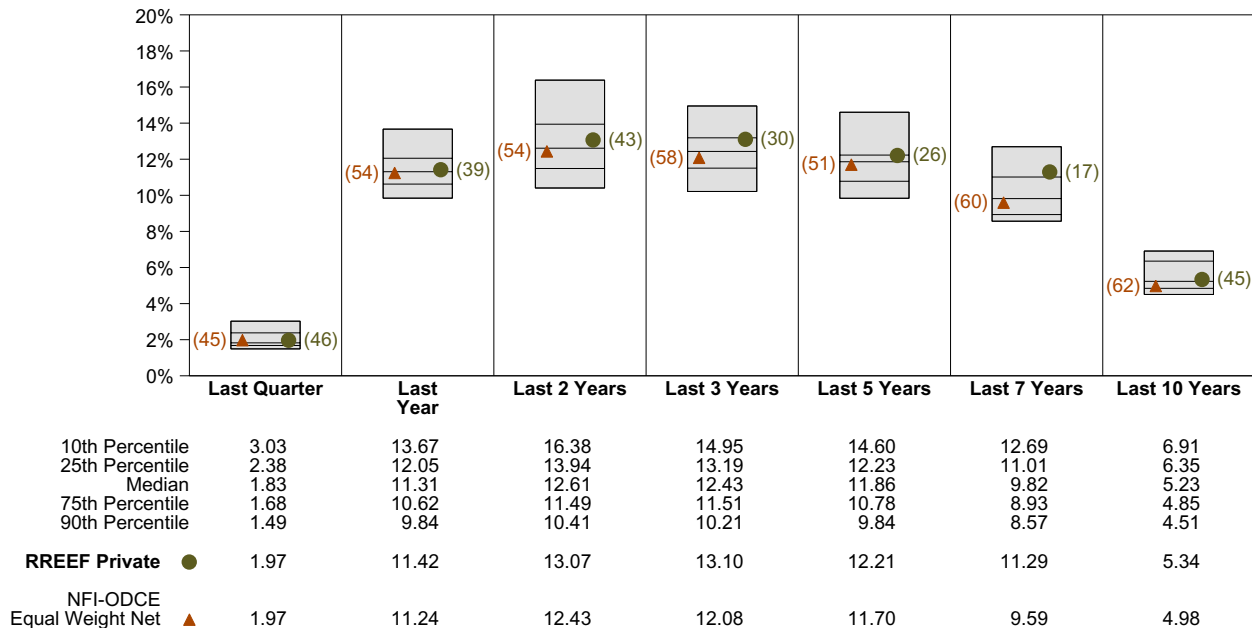 20%
18%
16%
14%
12%
10%
8%
6%
4%
2%
0%
(45) (46)
(54) (39)
(54) (43)
(58) (30)
(51) (26)
(60) (17)
(62) (45)
Last Quarter Last Year Last 2 Years Last 3 Years Last 5 Years Last 7 Years Last 10 Years
10th Percentile 3.03 13.67 16.38 14.95 14.60 12.69 6.91
25th Percentile 2.38 12.05 13.94 13.19 12.23 11.01 6.35
Median 1.83 11.31 12.61 12.43 11.86 9.82 5.23
75th Percentile 1.68 10.62 11.49 11.51 10.78 8.93 4.85
90th Percentile 1.49 9.84 10.41 10.21 9.84 8.57 4.51
RREEF Private 1.97 11.42 13.07 13.10 12.21 11.29 5.34
NFI-ODCE
Equal Weight Net 1.97 11.24 12.43 12.08 11.70 9.59 4.98